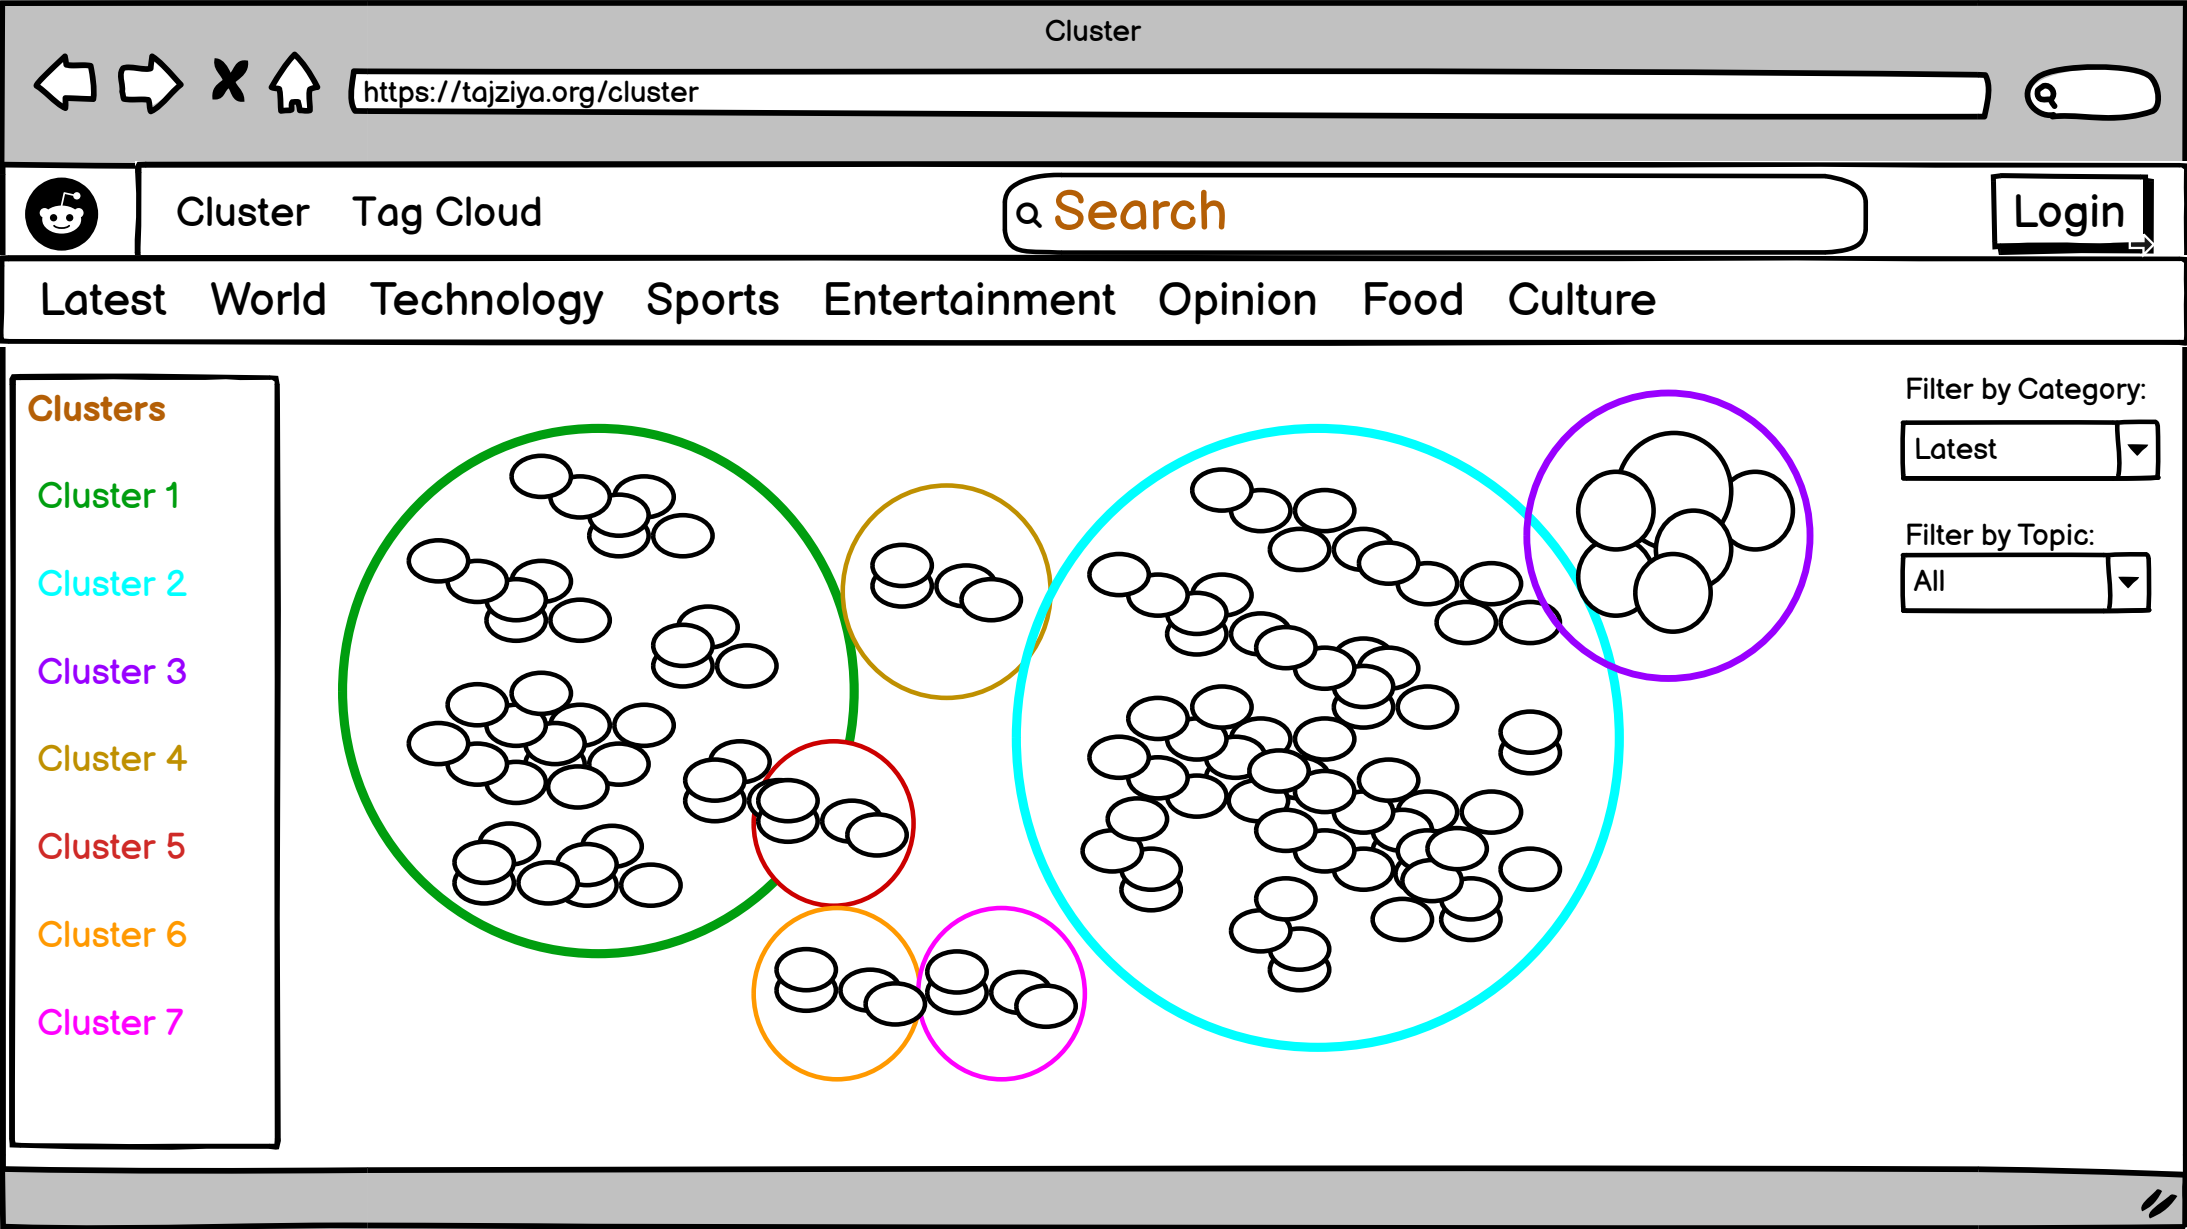 Cluster
https://tajziya.org/cluster
Cluster Tag Cloud Search Login
Latest World Technology Sports Entertainment Opinion Food Culture
Clusters
Cluster 1
Cluster 2
Cluster 3
Cluster 4
Cluster 5
Cluster 6
Cluster 7
Filter by Category:
Latest
Filter by Topic:
All